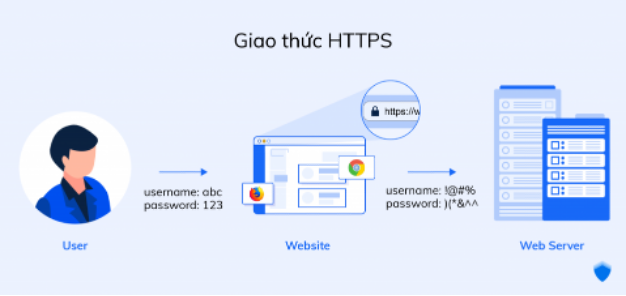 Giao thức HTTPS
https://w
username: abc
password: 123
username: !@#%
password: )(*&^^
User
Website
Web Server